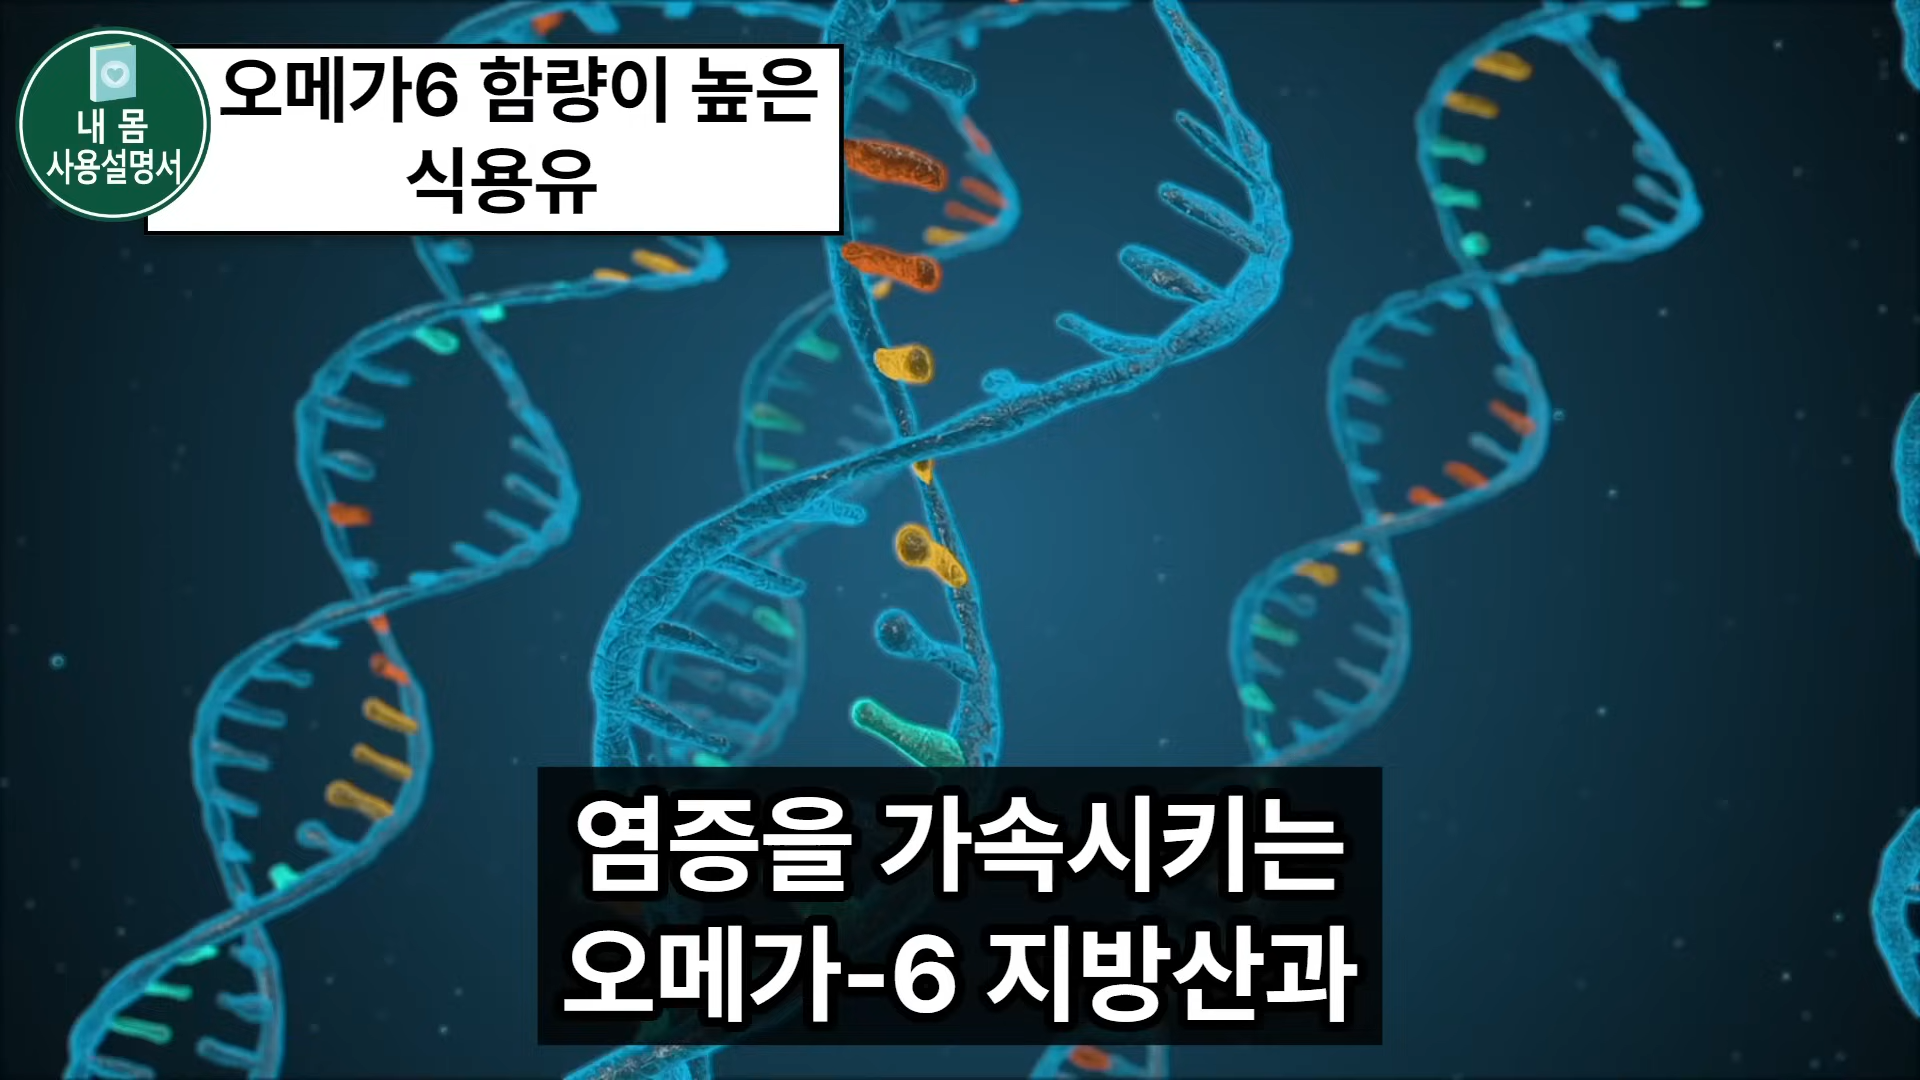 내 몸
사용설명서
오메가6 함량이 높은
식용유
염증을 가속시키는
오메가-6 지방산과